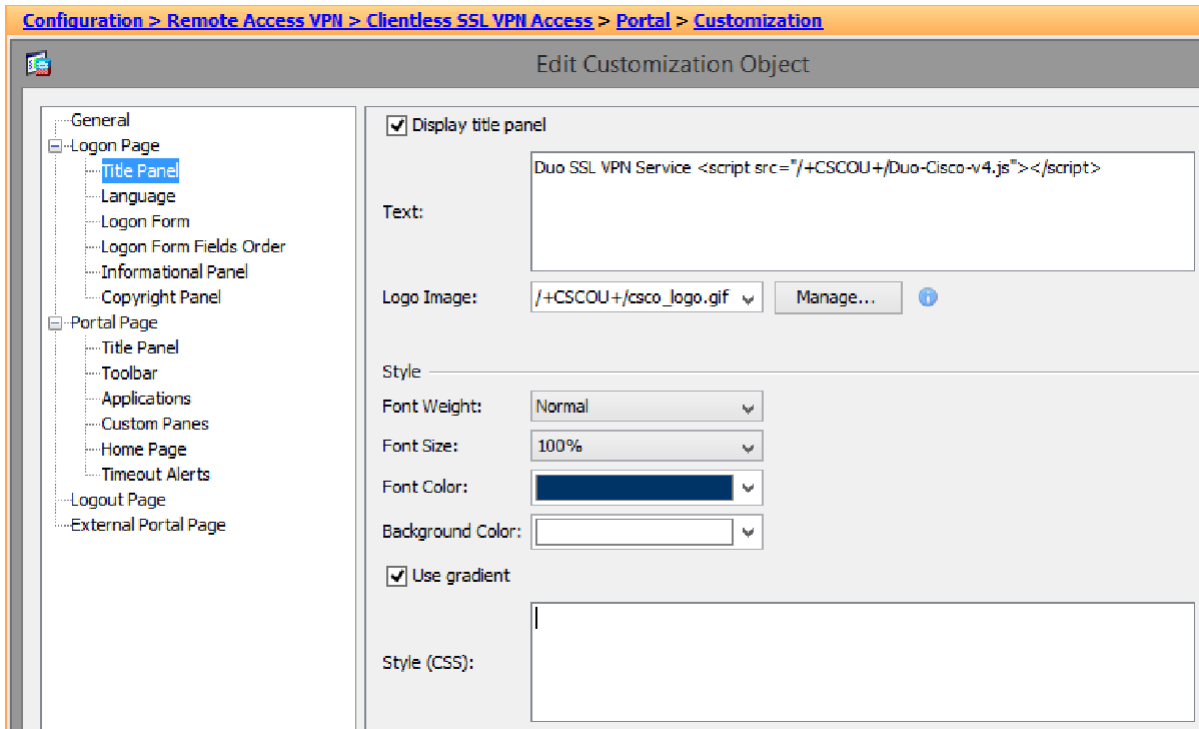 Configuration > Remote Access VPN > Clientless SSL VPN Access > Portal > Customization
Edit Customization Object
General
Logon Page
Title Panel
Language
Logon Form
Logon Form Fields Order
Informational Panel
Copyright Panel
Portal Page
Title Panel
Toolbar
Applications
Custom Panes
Home Page
Timeout Alerts
Logout Page
External Portal Page
Display title panel
Text:
Duo SSL VPN Service <script src="/+CSCOU+/Duo-Cisco-v4.js"></script>
Logo Image: /+CSCOU+/csco_logo.gif Manage...
Style
Font Weight: Normal
Font Size: 100%
Font Color:
Background Color:
Use gradient
Style (CSS):